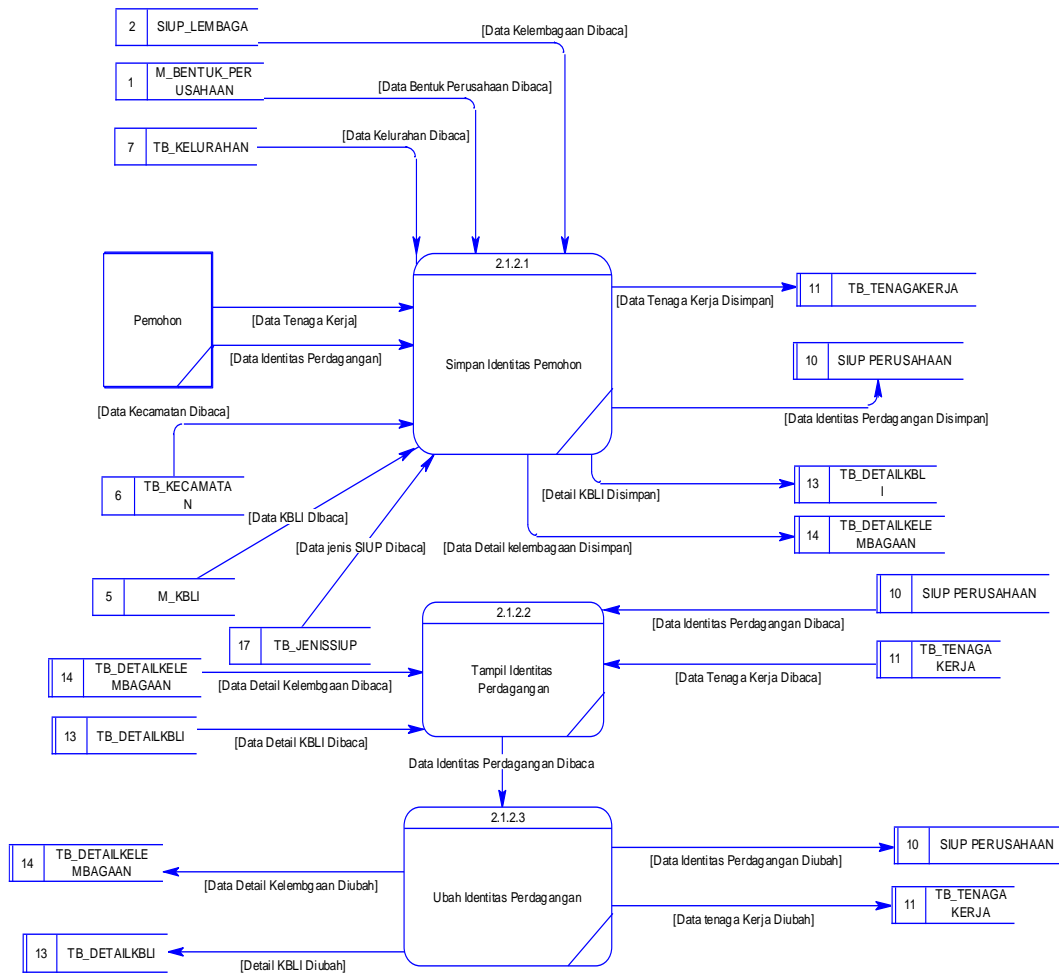 2 SIUP_LEMBAGA
[Data Kelembagaan Dibaca]
1 M_BENTUK_PER
USAHAAN
[Data Bentuk Perusahaan Dibaca]
7 TB_KELURAHAN
[Data Kelurahan Dibaca]
2.1.2.1
Simpan Identitas Pemohon
Pemohon
[Data Tenaga Kerja]
[Data Identitas Perdagangan]
[Data Tenaga Kerja Disimpan]
11 TB_TENAGAKERJA
10 SIUP PERUSAHAAN
[Data Identitas Perdagangan Disimpan]
[Data Kecamatan Dibaca]
6 TB_KECAMATA
N
[Data KBLI DIbaca]
[Data jenis SIUP Dibaca]
[Detail KBLI Disimpan]
13 TB_DETAILKBL
I
[Data Detail kelembagaan Disimpan]
14 TB_DETAILKELE
MBAGAAN
5 M_KBLI
17 TB_JENISSIUP
2.1.2.2
Tampil Identitas
Perdagangan
10 SIUP PERUSAHAAN
[Data Identitas Perdagangan Dibaca]
11 TB_TENAGA
KERJA
[Data Tenaga Kerja Dibaca]
14 TB_DETAILKELE
MBAGAAN
[Data Detail Kelembgaan Dibaca]
13 TB_DETAILKBLI
[Data Detail KBLI Dibaca]
Data Identitas Perdagangan Dibaca
2.1.2.3
Ubah Identitas Perdagangan
14 TB_DETAILKELE
MBAGAAN
[Data Detail Kelembgaan Diubah]
10 SIUP PERUSAHAAN
[Data Identitas Perdagangan Diubah]
11 TB_TENAGA
KERJA
[Data tenaga Kerja Diubah]
13 TB_DETAILKBLI
[Detail KBLI Diubah]